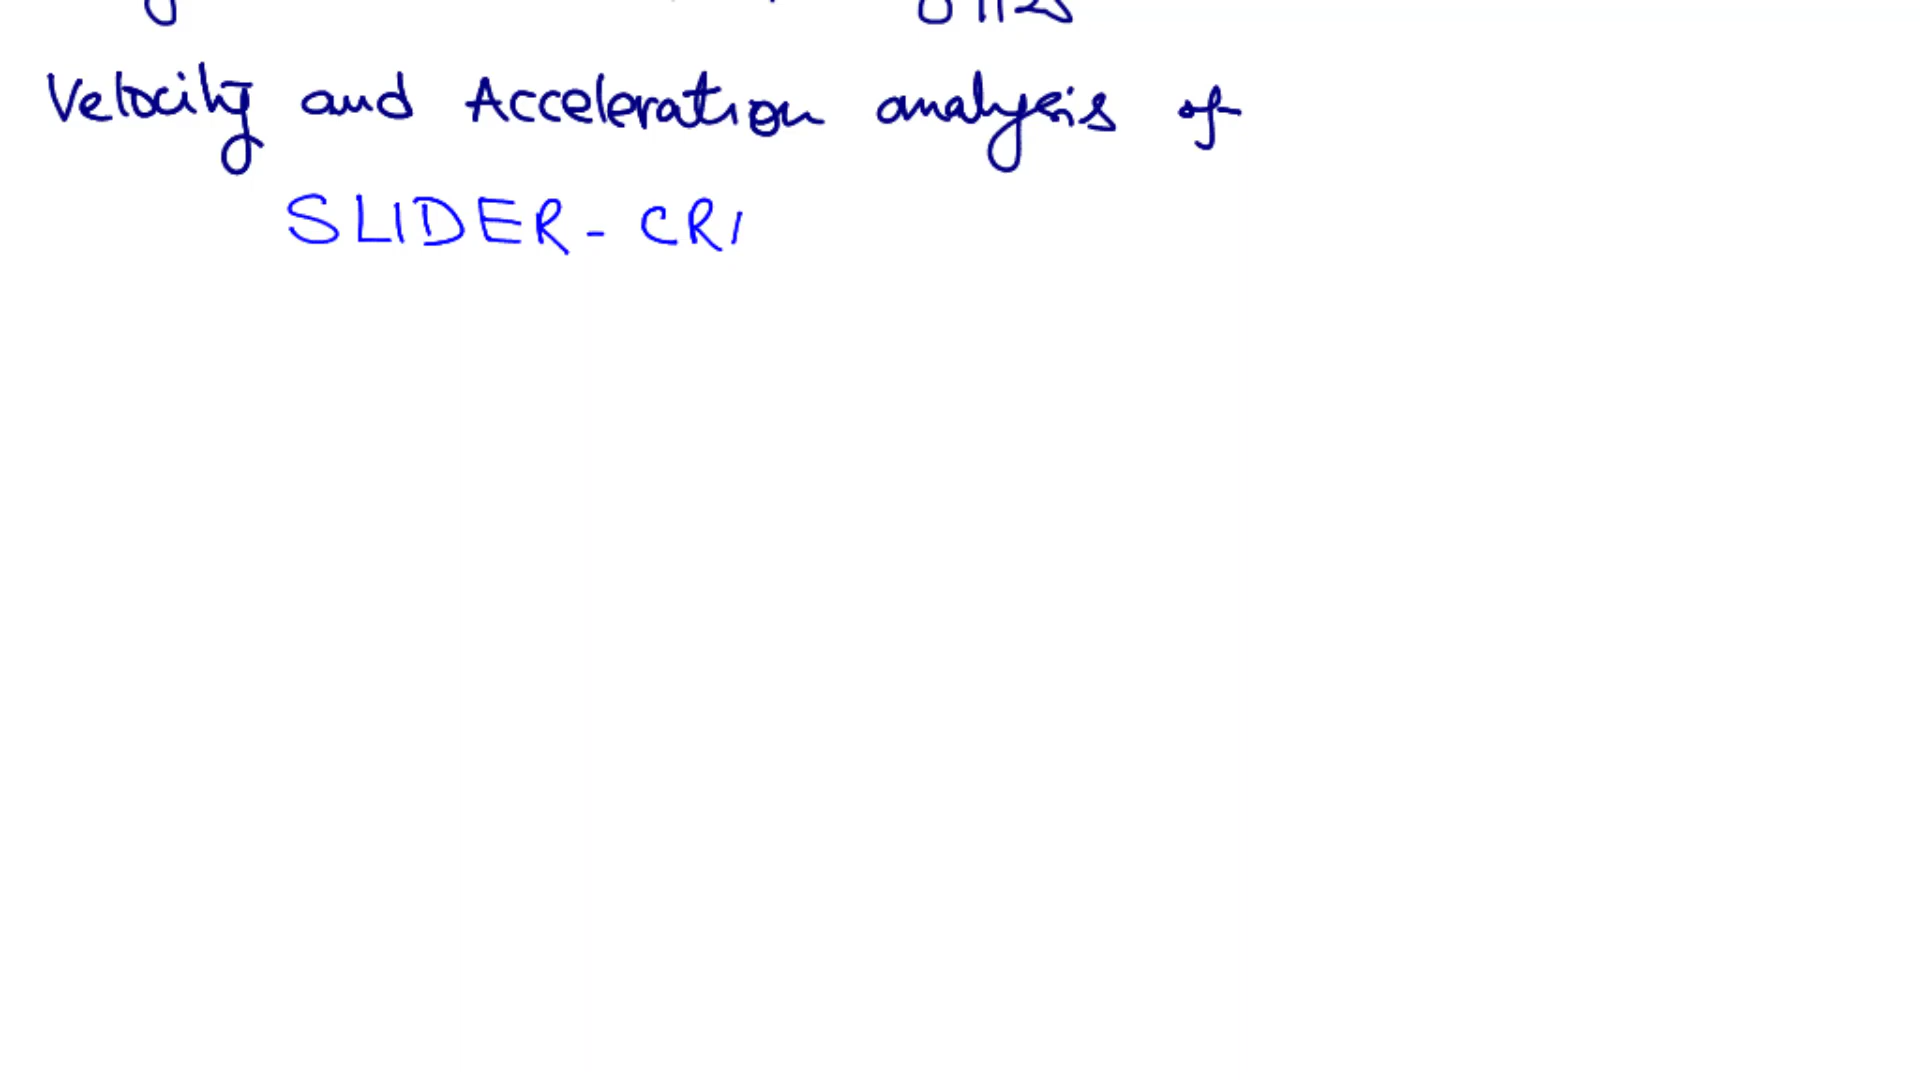 Velocity and Acceleration analysis of
SLIDER - CR